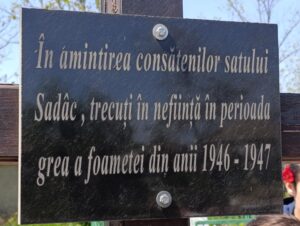 În amintirea consătenilor satului
Sadâc , trecuți în neființă în perioada
grea a foametei din anii 1946 - 1947